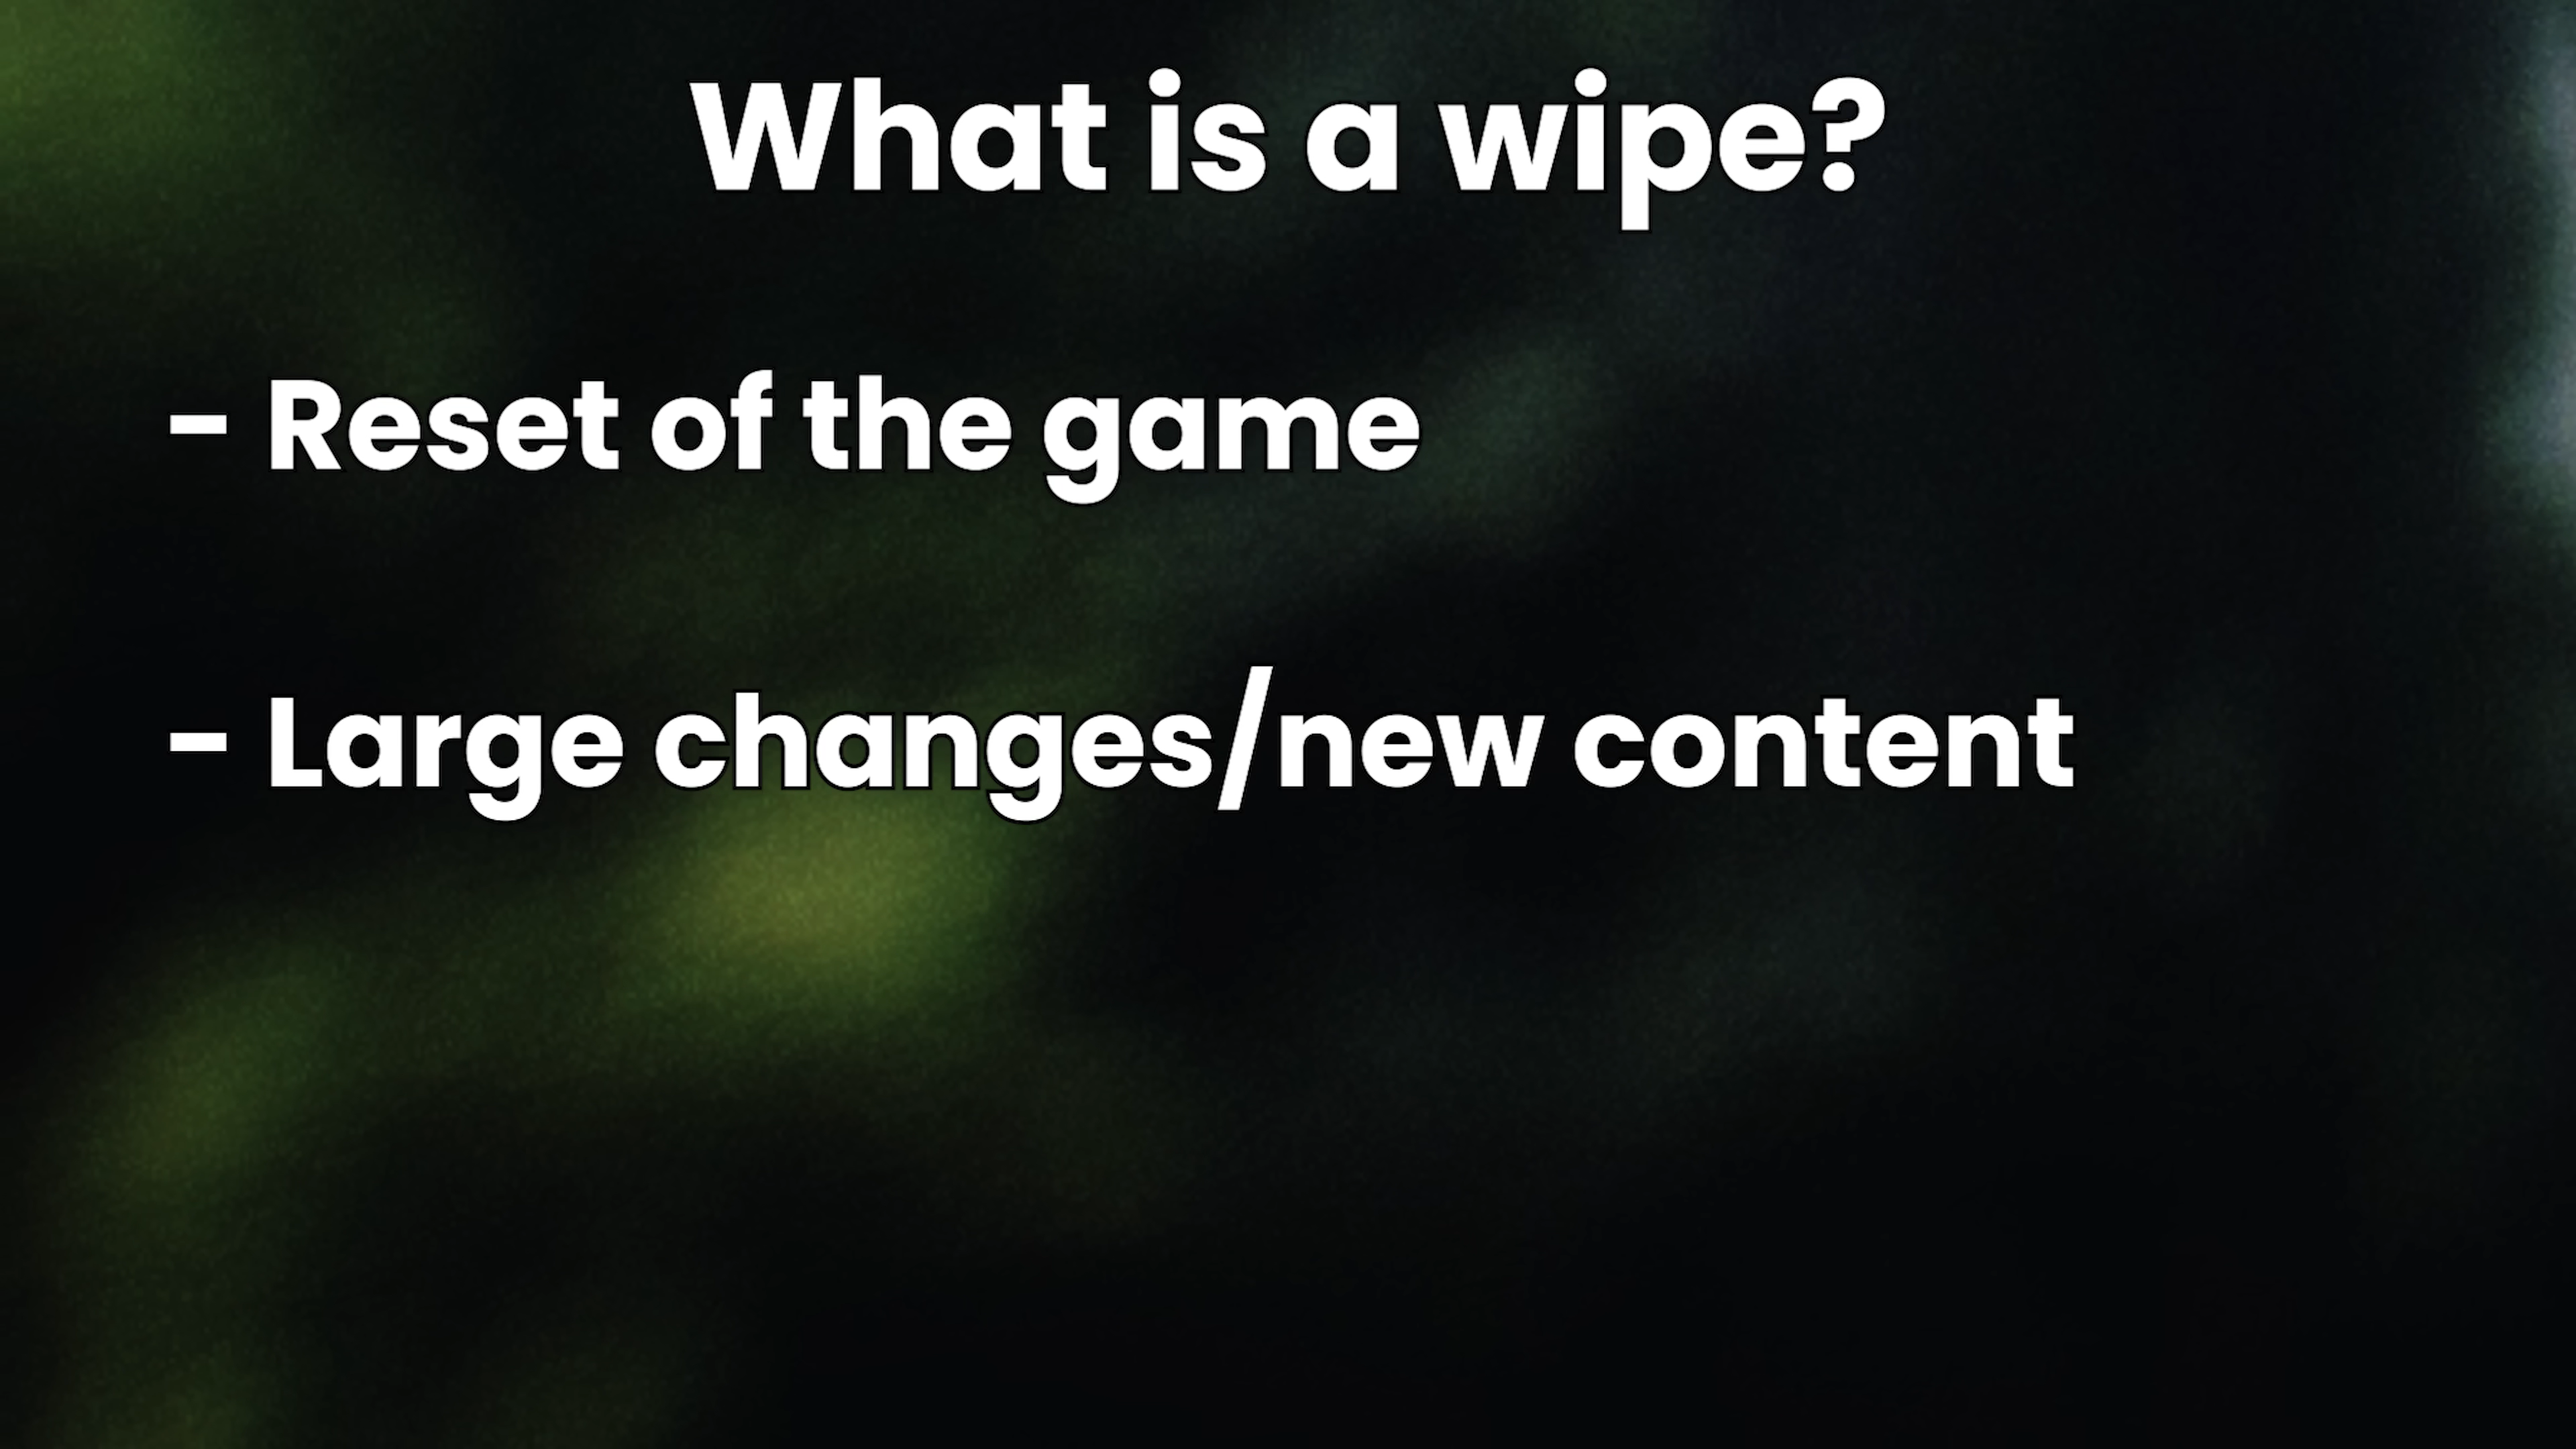 What is a wipe?
- Reset of the game
- Large changes/new content